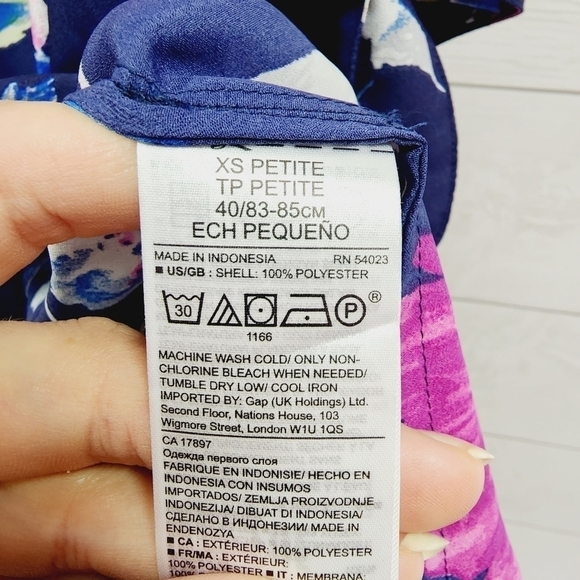 XS PETITE
TP PETITE
40/83-85CM
ECH PEQUEÑO
MADE IN INDONESIA RN 54023
■ US/GB : SHELL: 100% POLYESTER
30 P ®
1166
MACHINE WASH COLD/ ONLY NON-
CHLORINE BLEACH WHEN NEEDED/
TUMBLE DRY LOW/ COOL IRON
IMPORTED BY: Gap (UK Holdings) Ltd.
Second Floor, Nations House, 103
Wigmore Street, London W1U 1QS
CA 17897
Одежда первого слоя
FABRIQUE EN INDONESIE/ HECHO EN
INDONESIA CON INSUMOS
IMPORTADOS/ ZEMLJA PROIZVODNJE
INDONEZIJA/ DIBUAT DI INDONESIA/
СДЕЛАНО В ИНДОНЕЗИИ/ MADE IN
ENDENOZYA
■ CA : EXTÉRIEUR: 100% POLYESTER
■ FR/MA : EXTÉRIEUR: 100%
POLYESTER ■ IT : MEMBRANA: